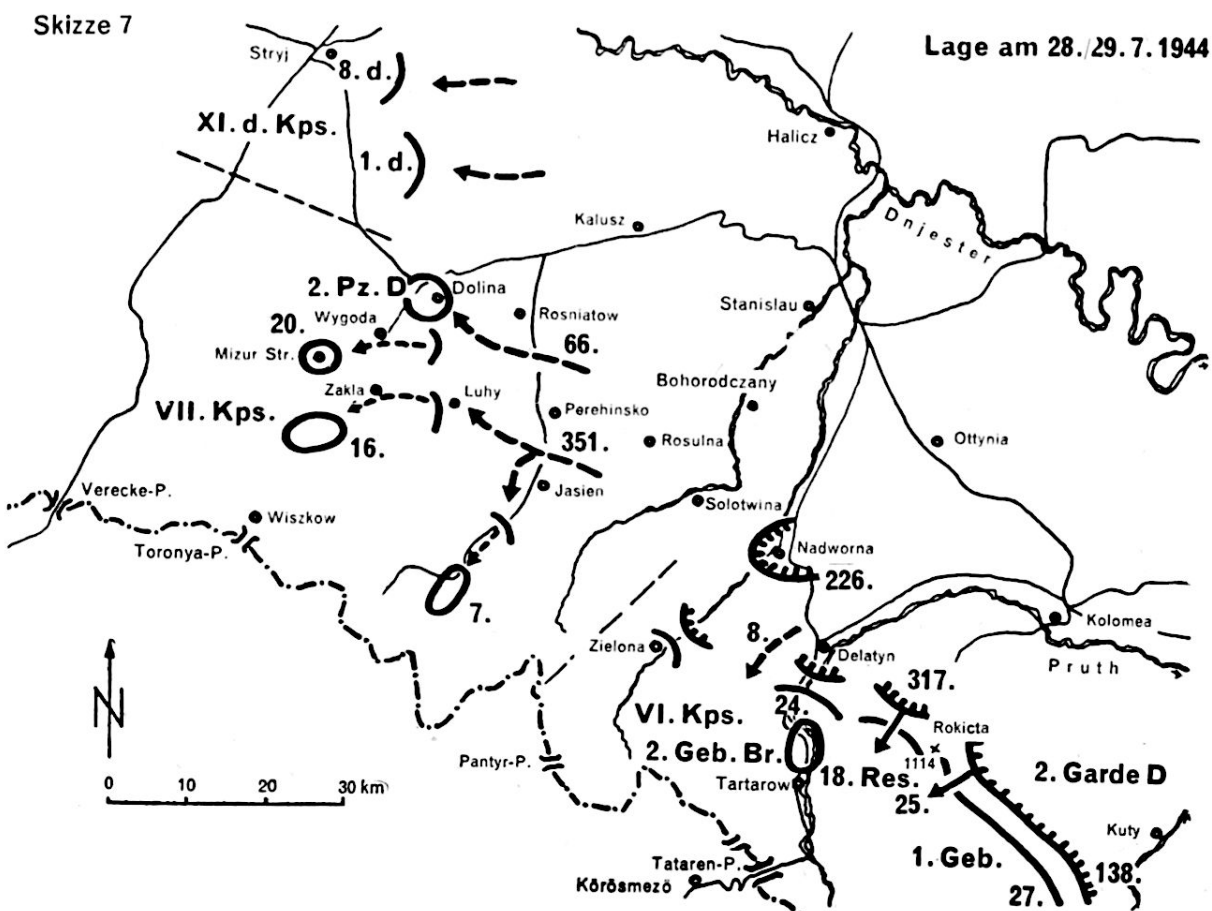 Skizze 7
Lage am 28./29.7.1944
Stryj
8.d.
XI.d.Kps.
1.d.
Halicz
Dnjester
Kalusz
2.Pz.D
Dolina
Stanislau
20.
Wygoda
Rosniatow
Mizur Str.
66.
Zakla
Luhy
Bohorodczany
VII.Kps.
Perehinsko
16.
351.
Rosulna
Ottynia
Verecke-P.
Jasien
Solotwina
Wiszkow
Toronya-P.
Nadworna
226.
7.
Kolomea
8.
Zielona
Delatyn
Pruth
317.
N
24.
VI.Kps.
Rokicta
2.Geb.Br.
1114
Pantyr-P.
18.Res.
2.Garde D
0 10 20 30 km
Tartarow
25.
Kuty
Tataren-P.
1.Geb.
138.
Körösmezö
27.